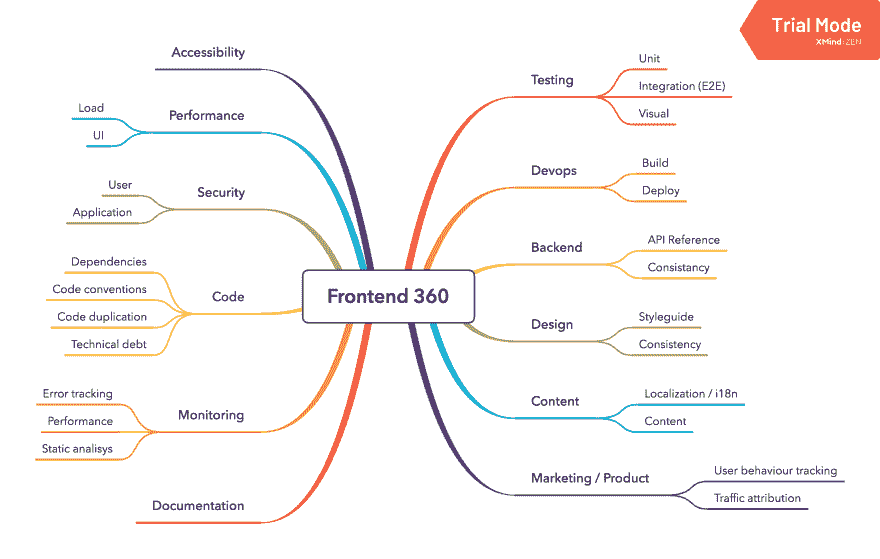 Trial Mode
XMind:ZEN
Frontend 360
Testing
Unit
Integration (E2E)
Visual
Devops
Build
Deploy
Backend
API Reference
Consistancy
Design
Styleguide
Consistency
Content
Localization / i18n
Content
Marketing / Product
User behaviour tracking
Traffic attribution
Accessibility
Performance
Load
UI
Security
User
Application
Code
Dependencies
Code conventions
Code duplication
Technical debt
Monitoring
Error tracking
Performance
Static analisys
Documentation